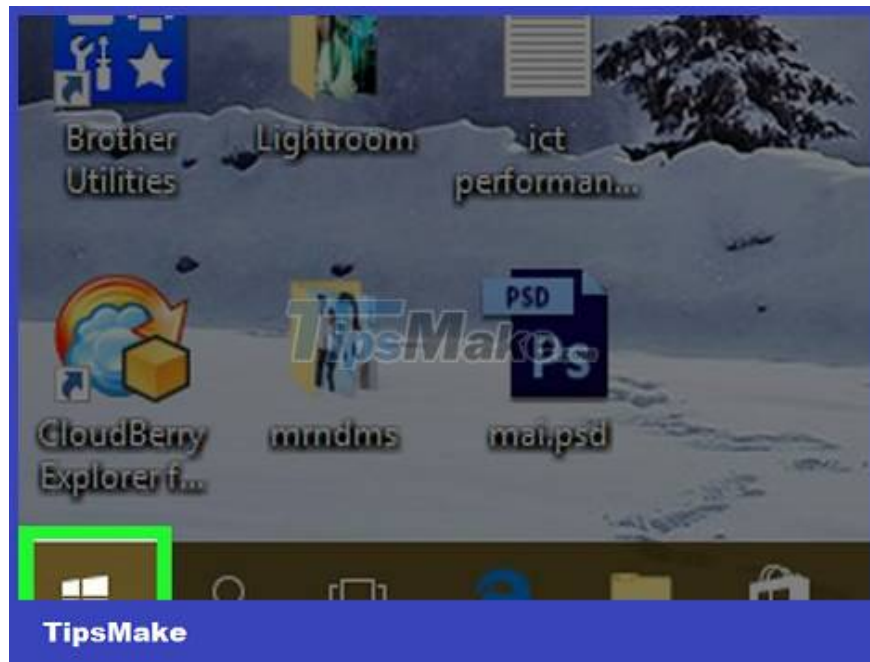 Brother
Utilities
Lightroom
ict
performan...
PSD
TipsMake
Ps
CloudBerry
Explorer f...
mrndms
mai.psd
TipsMake